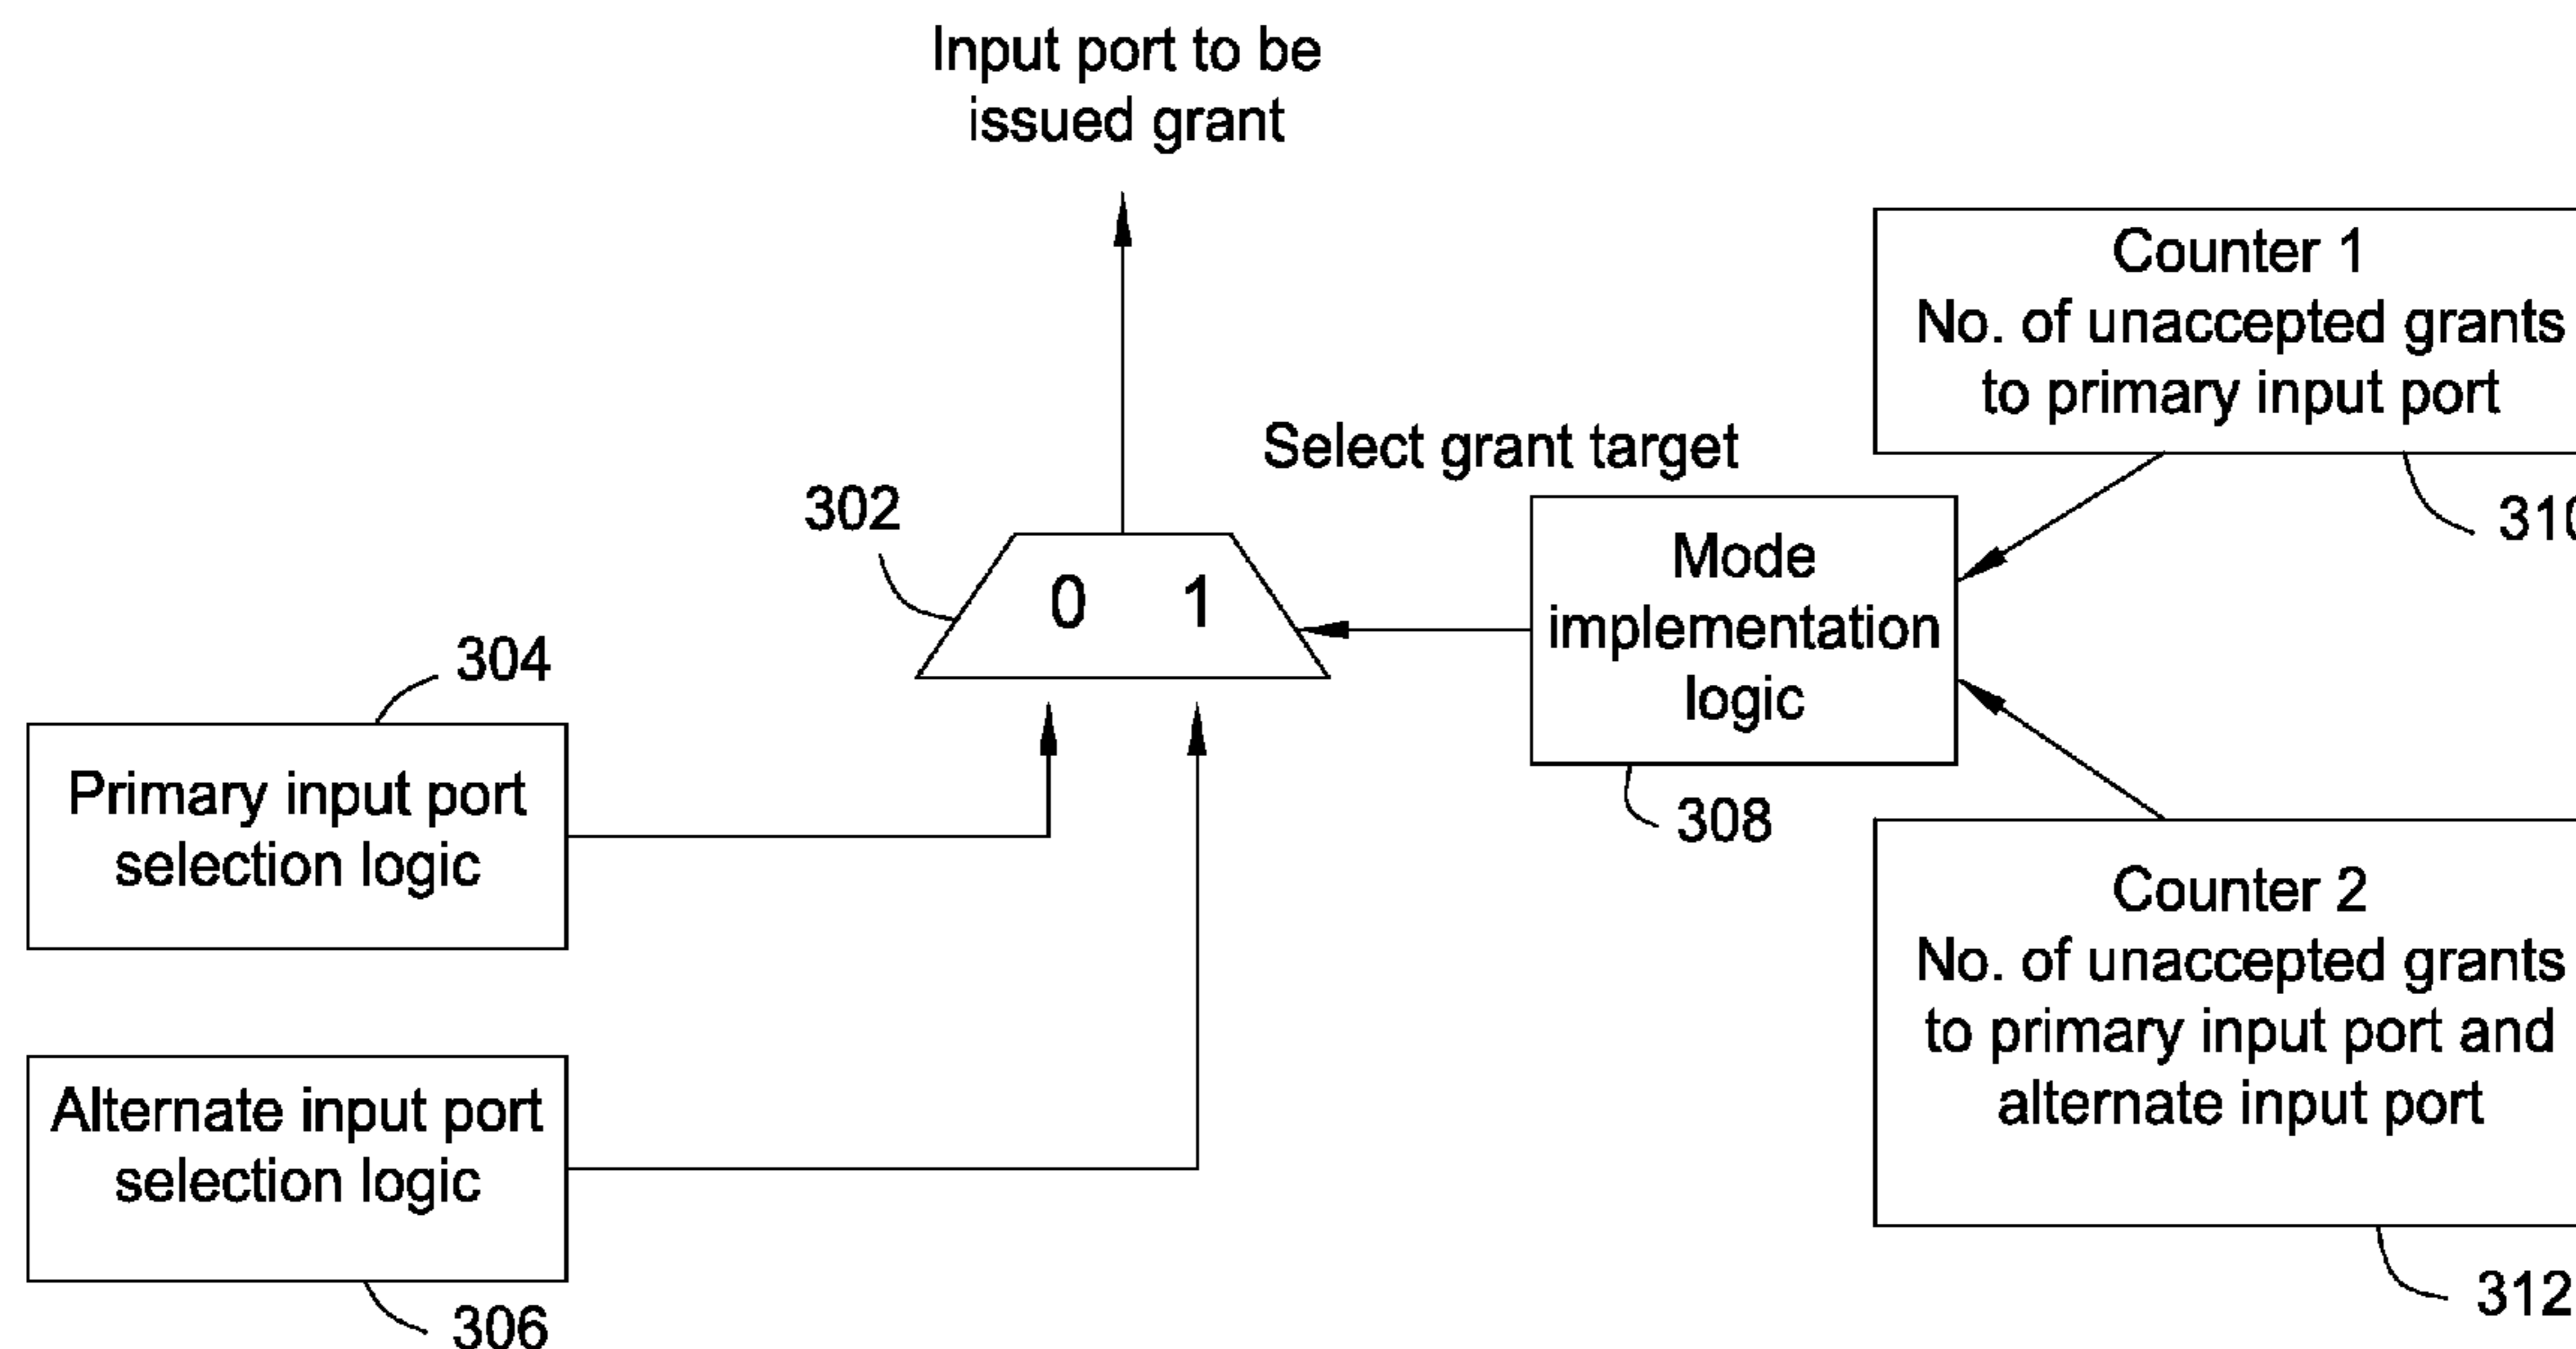 Input port to be
issued grant
Counter 1
No. of unaccepted grants
to primary input port
310
Select grant target
302
0 1
Mode
implementation
logic
308
304
Primary input port
selection logic
Counter 2
No. of unaccepted grants
to primary input port and
alternate input port
312
Alternate input port
selection logic
306